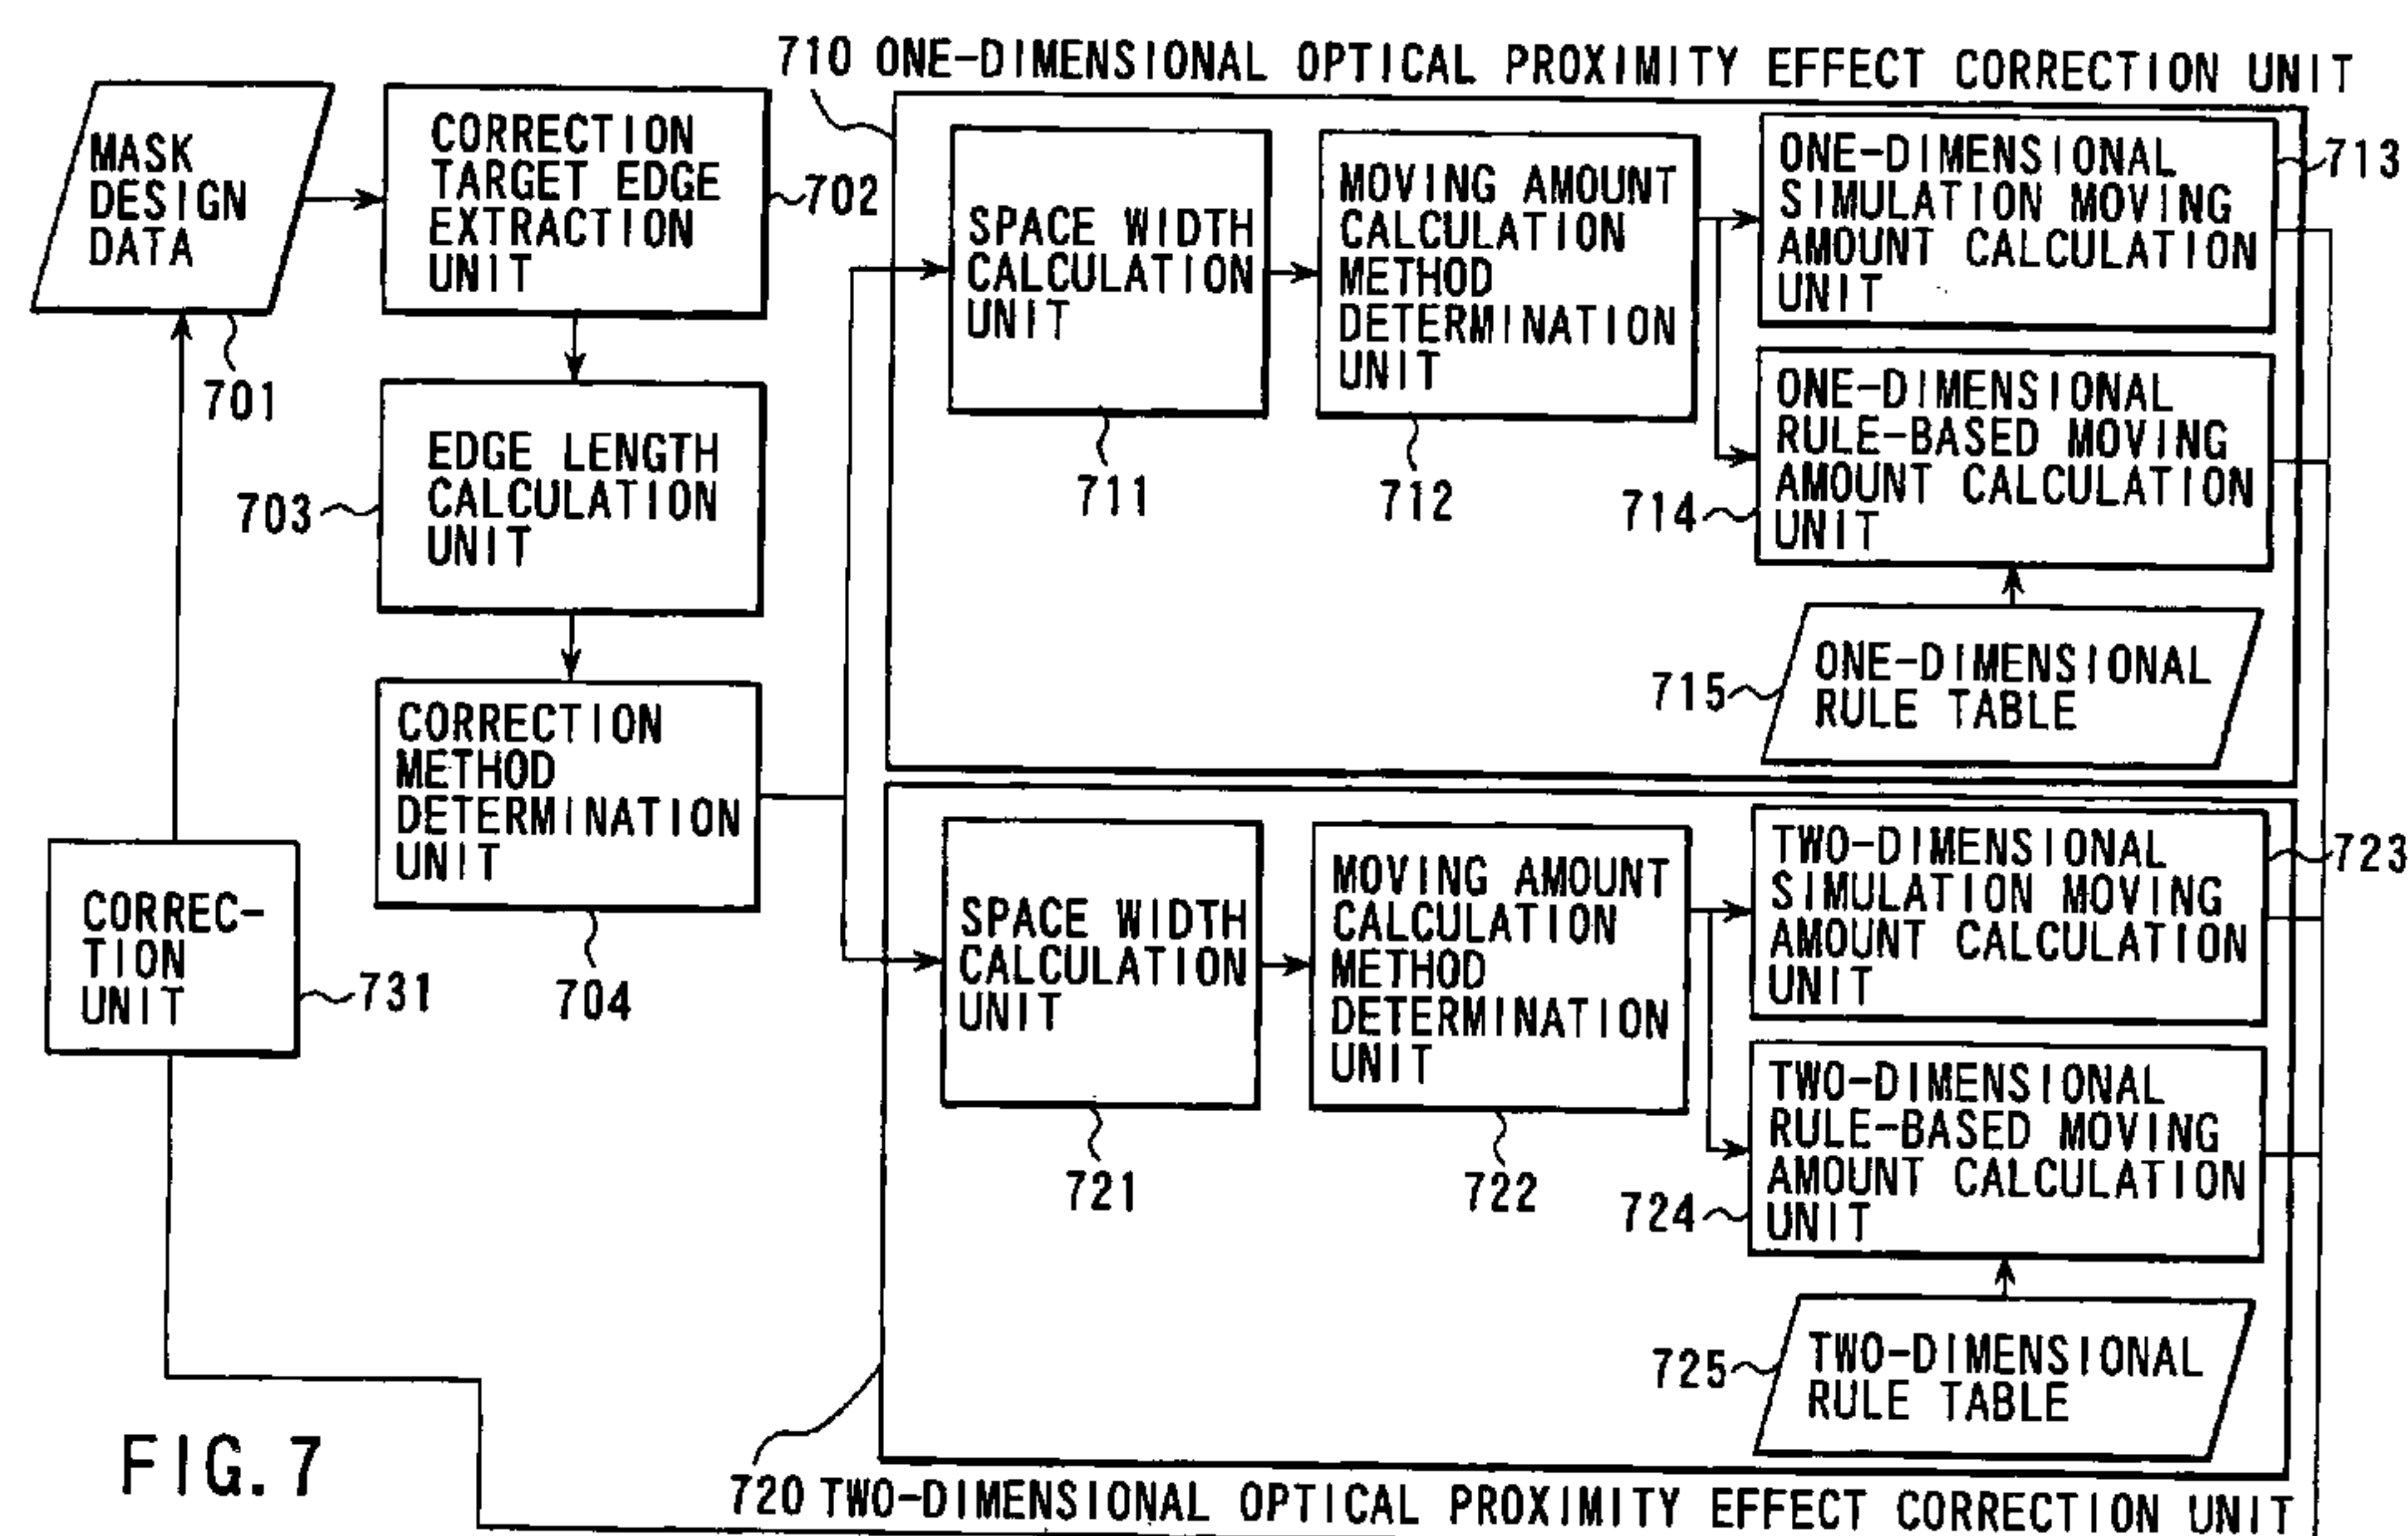 710 ONE-DIMENSIONAL OPTICAL PROXIMITY EFFECT CORRECTION UNIT
MASK
DESIGN
DATA
701
CORRECTION
TARGET EDGE
EXTRACTION
UNIT
702
EDGE LENGTH
CALCULATION
UNIT
703
CORRECTION
METHOD
DETERMINATION
UNIT
704
SPACE WIDTH
CALCULATION
UNIT
711
MOVING AMOUNT
CALCULATION
METHOD
DETERMINATION
UNIT
712
ONE-DIMENSIONAL
SIMULATION MOVING
AMOUNT CALCULATION
UNIT
713
ONE-DIMENSIONAL
RULE-BASED MOVING
AMOUNT CALCULATION
UNIT
714
ONE-DIMENSIONAL
RULE TABLE
715
SPACE WIDTH
CALCULATION
UNIT
721
MOVING AMOUNT
CALCULATION
METHOD
DETERMINATION
UNIT
722
TWO-DIMENSIONAL
SIMULATION MOVING
AMOUNT CALCULATION
UNIT
723
TWO-DIMENSIONAL
RULE-BASED MOVING
AMOUNT CALCULATION
UNIT
724
TWO-DIMENSIONAL
RULE TABLE
725
CORREC-
TION
UNIT
731
720 TWO-DIMENSIONAL OPTICAL PROXIMITY EFFECT CORRECTION UNIT
FIG. 7